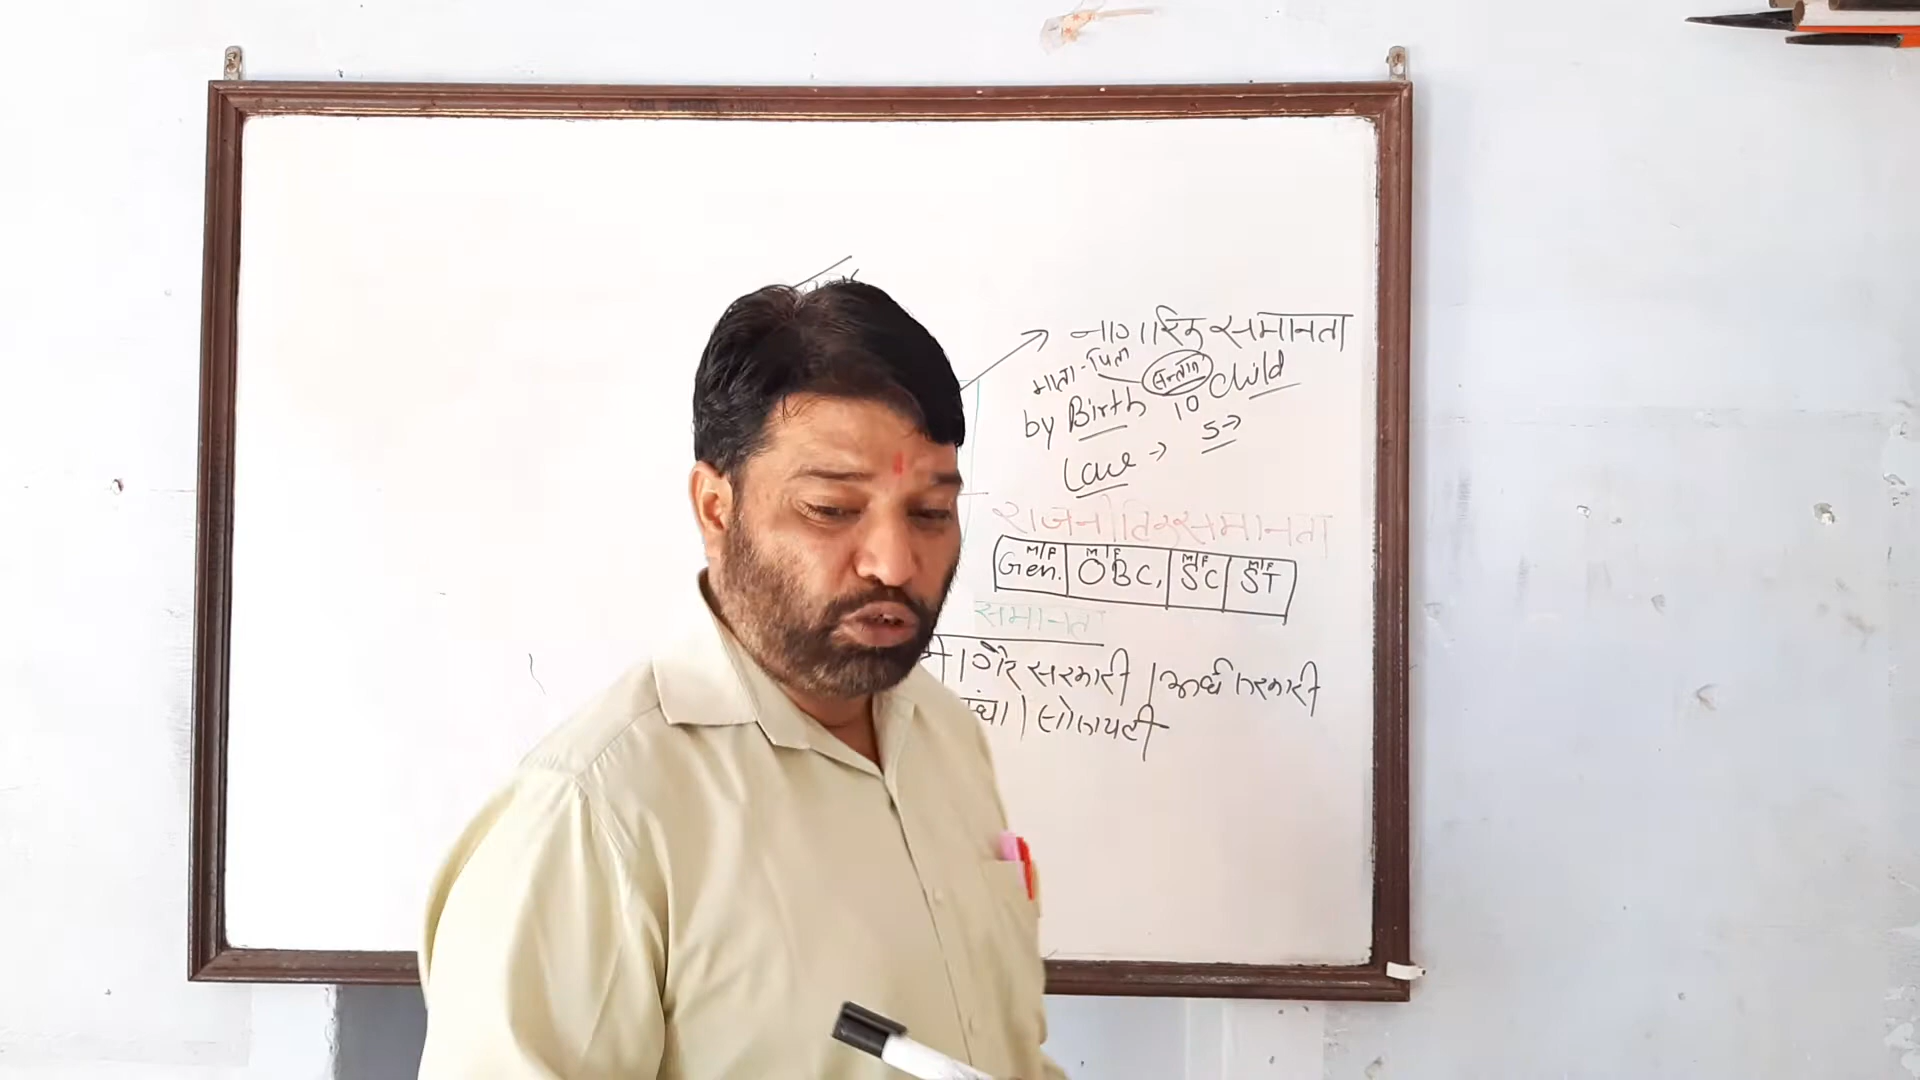 नागरिक समानता
माता-पिता सन्तान Child
by Birth 10
Law → 5→
राजनीतिक समानता
M/F M/F M/F M/F
Gen. OBC, SC ST
समानता
गैर सरकारी | अर्ध सरकारी
| सोसायटी